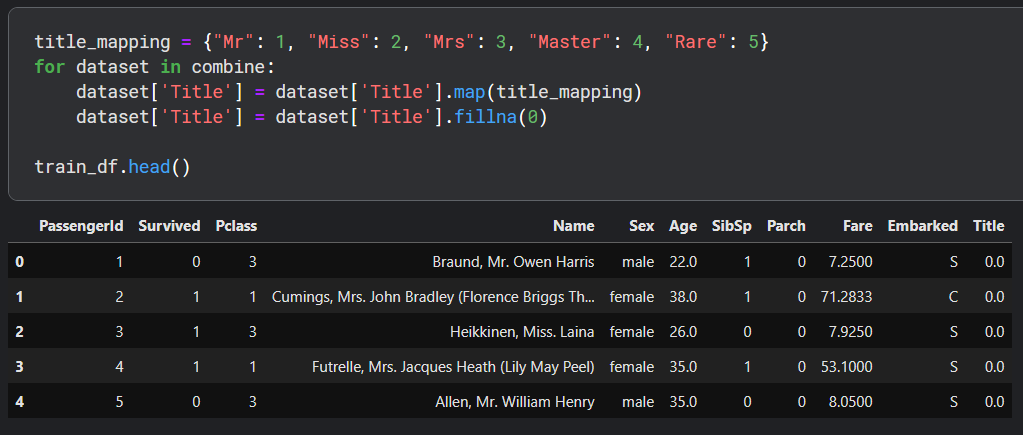 title_mapping = {"Mr": 1, "Miss": 2, "Mrs": 3, "Master": 4, "Rare": 5}
for dataset in combine:
    dataset['Title'] = dataset['Title'].map(title_mapping)
    dataset['Title'] = dataset['Title'].fillna(0)
train_df.head()
PassengerId Survived Pclass Name Sex Age SibSp Parch Fare Embarked Title
0 1 0 3 Braund, Mr. Owen Harris male 22.0 1 0 7.2500 S 0.0
1 2 1 1 Cumings, Mrs. John Bradley (Florence Briggs Th... female 38.0 1 0 71.2833 C 0.0
2 3 1 3 Heikkinen, Miss. Laina female 26.0 0 0 7.9250 S 0.0
3 4 1 1 Futrelle, Mrs. Jacques Heath (Lily May Peel) female 35.0 1 0 53.1000 S 0.0
4 5 0 3 Allen, Mr. William Henry male 35.0 0 0 8.0500 S 0.0